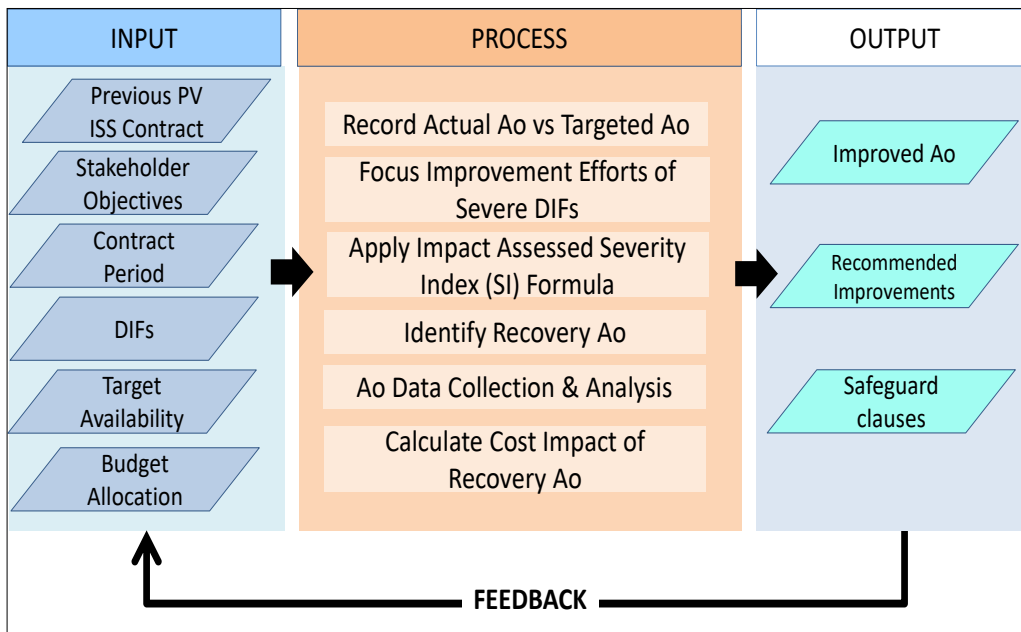 INPUT
Previous PV
ISS Contract
Stakeholder
Objectives
Contract
Period
DIFs
Target
Availability
Budget
Allocation
PROCESS
Record Actual Ao vs Targeted Ao
Focus Improvement Efforts of
Severe DIFs
Apply Impact Assessed Severity
Index (SI) Formula
Identify Recovery Ao
Ao Data Collection & Analysis
Calculate Cost Impact of
Recovery Ao
OUTPUT
Improved Ao
Recommended
Improvements
Safeguard
clauses
FEEDBACK